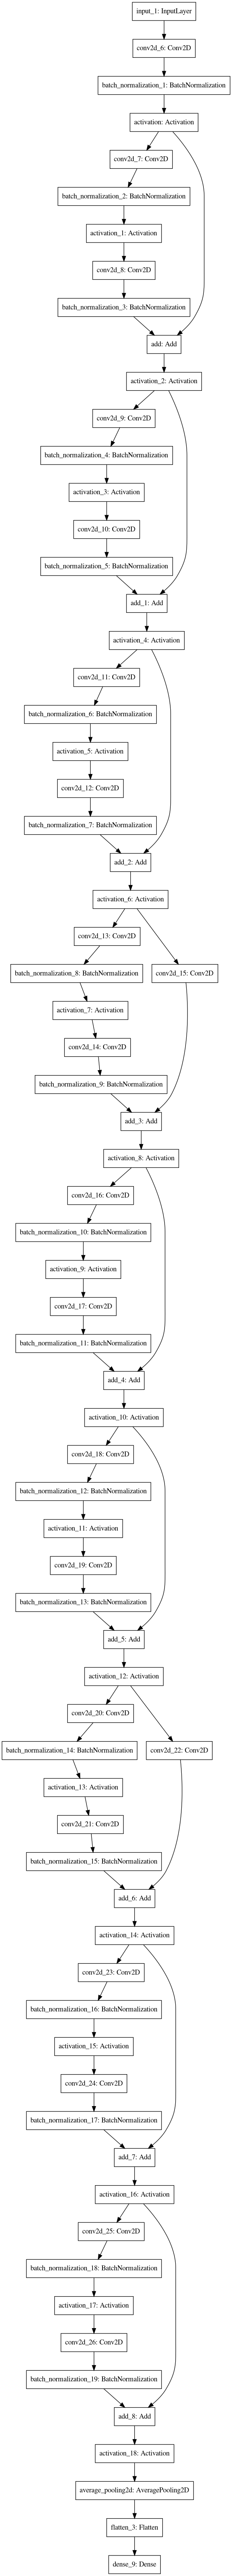 input_1: InputLayer
conv2d_6: Conv2D
batch_normalization_1: BatchNormalization
activation: Activation
conv2d_7: Conv2D
batch_normalization_2: BatchNormalization
activation_1: Activation
conv2d_8: Conv2D
batch_normalization_3: BatchNormalization
add: Add
activation_2: Activation
conv2d_9: Conv2D
batch_normalization_4: BatchNormalization
activation_3: Activation
conv2d_10: Conv2D
batch_normalization_5: BatchNormalization
add_1: Add
activation_4: Activation
conv2d_11: Conv2D
batch_normalization_6: BatchNormalization
activation_5: Activation
conv2d_12: Conv2D
batch_normalization_7: BatchNormalization
add_2: Add
activation_6: Activation
conv2d_13: Conv2D
batch_normalization_8: BatchNormalization
conv2d_15: Conv2D
activation_7: Activation
conv2d_14: Conv2D
batch_normalization_9: BatchNormalization
add_3: Add
activation_8: Activation
conv2d_16: Conv2D
batch_normalization_10: BatchNormalization
activation_9: Activation
conv2d_17: Conv2D
batch_normalization_11: BatchNormalization
add_4: Add
activation_10: Activation
conv2d_18: Conv2D
batch_normalization_12: BatchNormalization
activation_11: Activation
conv2d_19: Conv2D
batch_normalization_13: BatchNormalization
add_5: Add
activation_12: Activation
conv2d_20: Conv2D
batch_normalization_14: BatchNormalization
conv2d_22: Conv2D
activation_13: Activation
conv2d_21: Conv2D
batch_normalization_15: BatchNormalization
add_6: Add
activation_14: Activation
conv2d_23: Conv2D
batch_normalization_16: BatchNormalization
activation_15: Activation
conv2d_24: Conv2D
batch_normalization_17: BatchNormalization
add_7: Add
activation_16: Activation
conv2d_25: Conv2D
batch_normalization_18: BatchNormalization
activation_17: Activation
conv2d_26: Conv2D
batch_normalization_19: BatchNormalization
add_8: Add
activation_18: Activation
average_pooling2d: AveragePooling2D
flatten_3: Flatten
dense_9: Dense